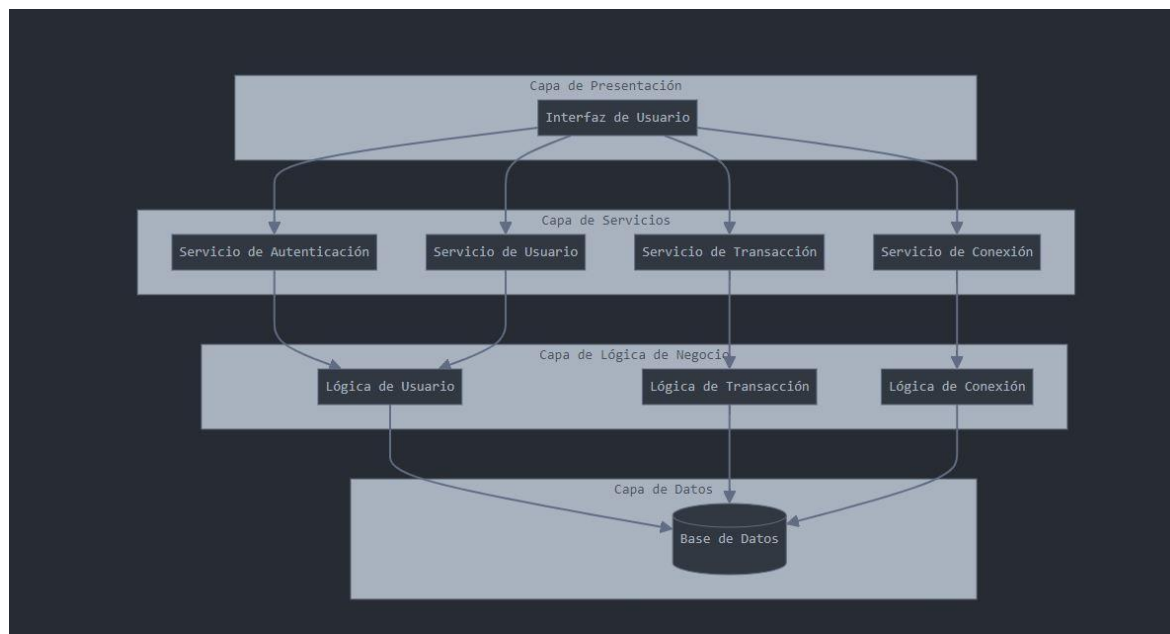 Capa de Presentación
Interfaz de Usuario
Capa de Servicios
Servicio de Autenticación
Servicio de Usuario
Servicio de Transacción
Servicio de Conexión
Capa de Lógica de Negocio
Lógica de Usuario
Lógica de Transacción
Lógica de Conexión
Capa de Datos
Base de Datos